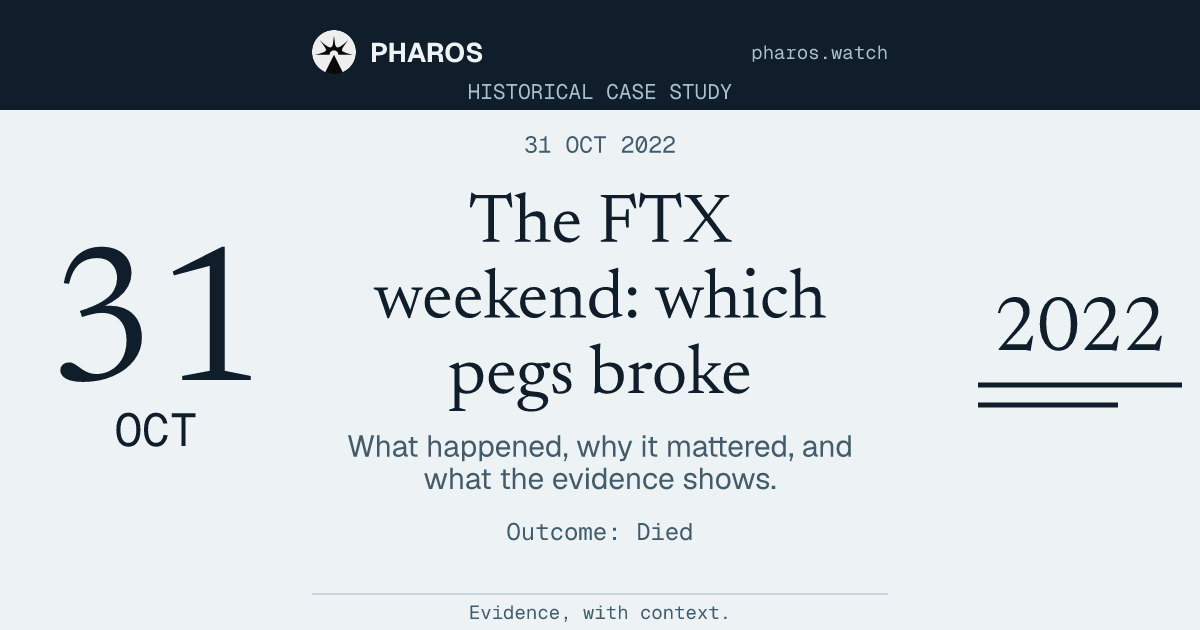 PHAROS
pharos.watch
HISTORICAL CASE STUDY
31 OCT 2022
The FTX
weekend: which
pegs broke
31
OCT
2022
What happened, why it mattered, and
what the evidence shows.
Outcome: Died
Evidence, with context.